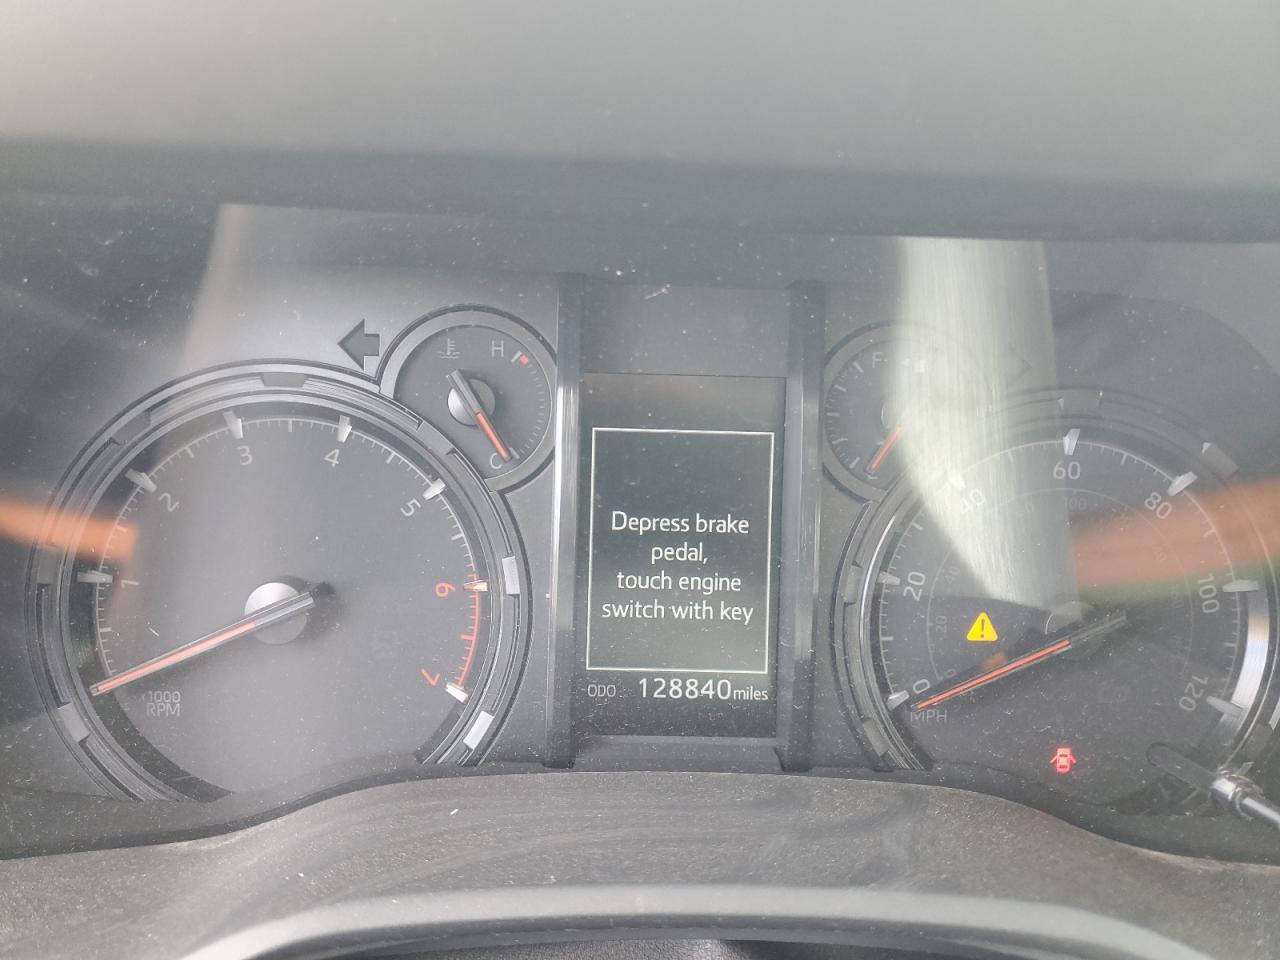 H
C
F
Depress brake
pedal,
touch engine
switch with key
ODO 128840 miles
1
2
3
4
5
6
7
x1000
RPM
0
20
40
60
80
100
120
MPH